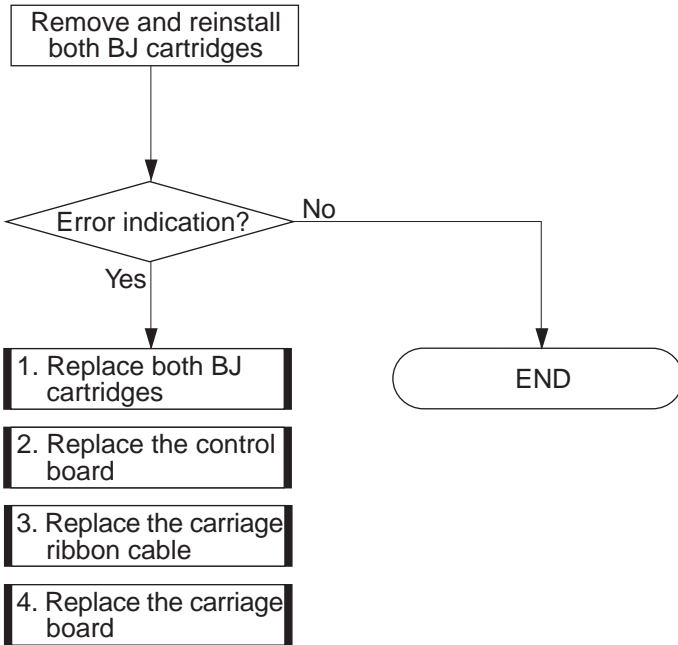 Remove and reinstall
both BJ cartridges
Error indication?
No
Yes
1. Replace both BJ
cartridges
END
2. Replace the control
board
3. Replace the carriage
ribbon cable
4. Replace the carriage
board